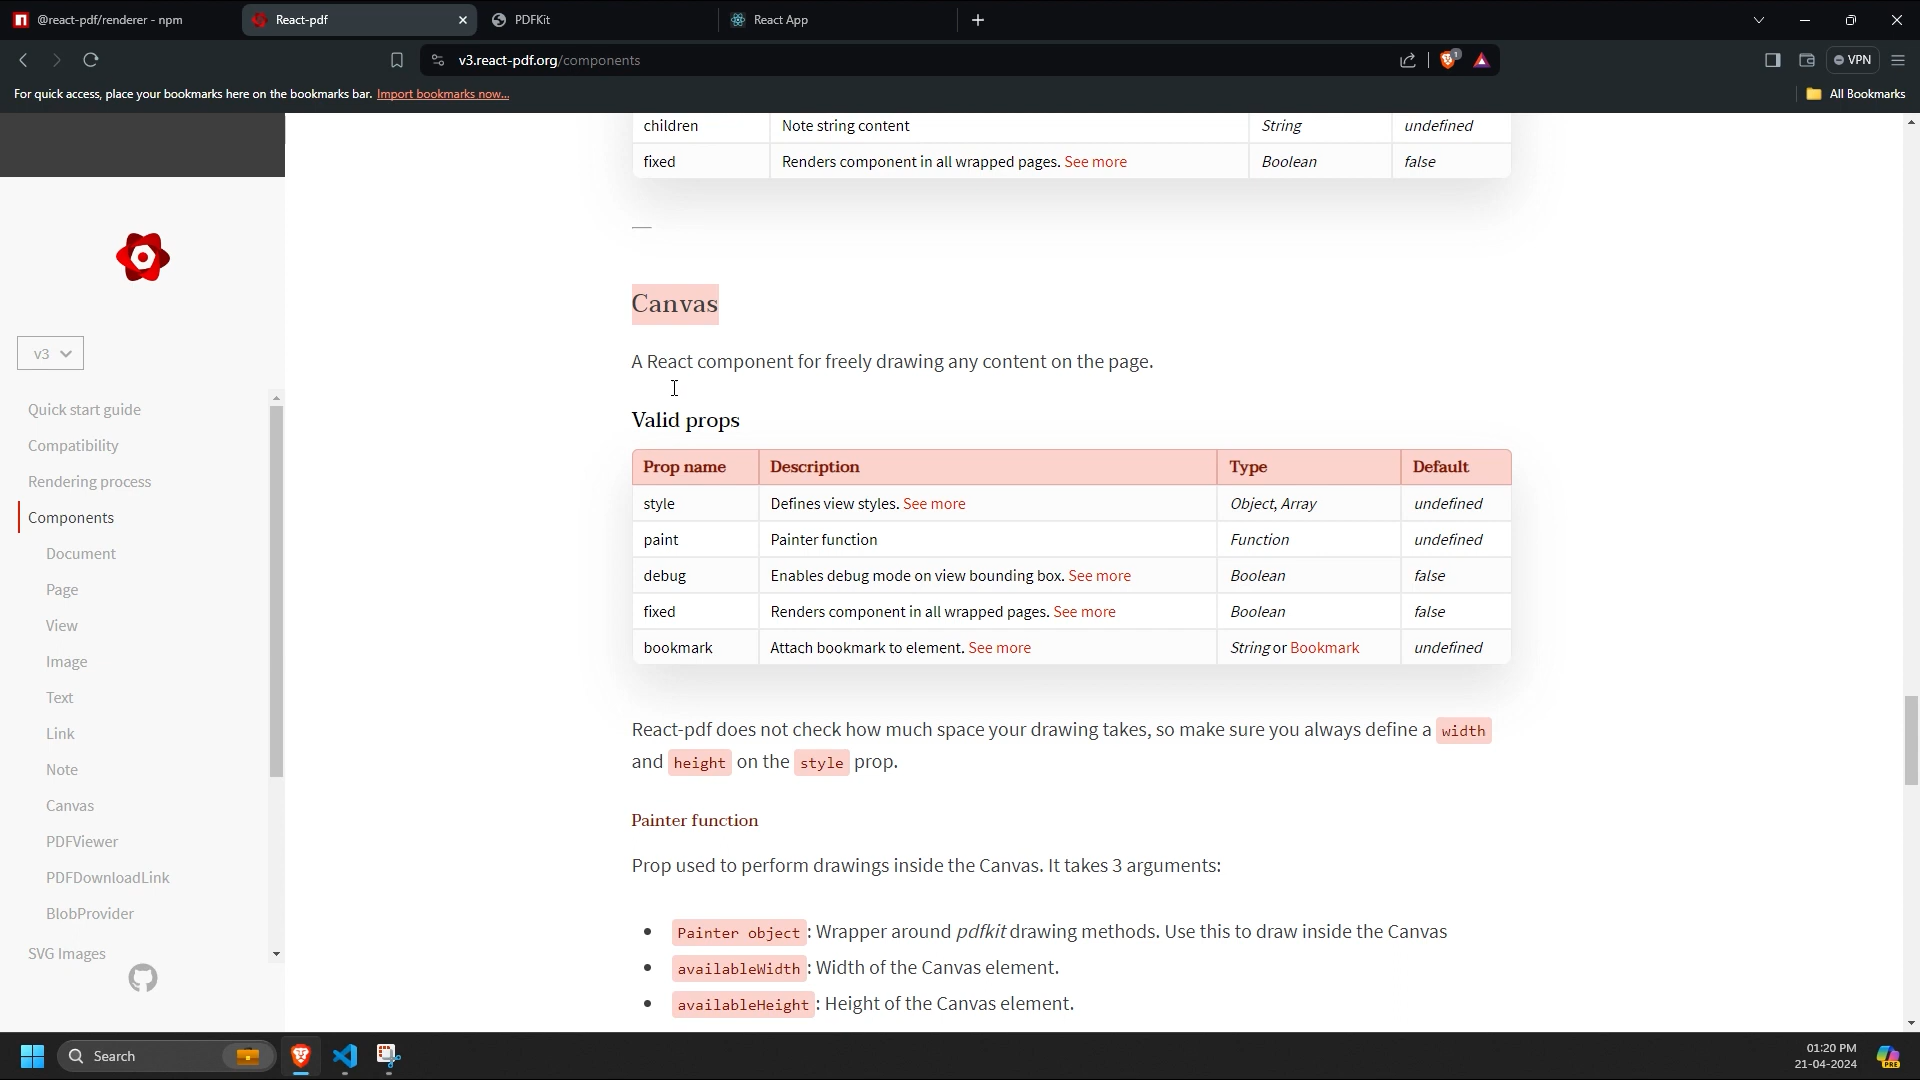 @react-pdf/renderer - npm
React-pdf
PDFKit
React App
v3.react-pdf.org/components
1
VPN
For quick access, place your bookmarks here on the bookmarks bar. Import bookmarks now...
All Bookmarks
v3
Quick start guide
Compatibility
Rendering process
Components
Document
Page
View
Image
Text
Link
Note
Canvas
PDFViewer
PDFDownloadLink
BlobProvider
SVG Images
children Note string content String undefined
fixed Renders component in all wrapped pages. See more Boolean false
—
Canvas
A React component for freely drawing any content on the page.
Valid props
Prop name Description Type Default
style Defines view styles. See more Object, Array undefined
paint Painter function Function undefined
debug Enables debug mode on view bounding box. See more Boolean false
fixed Renders component in all wrapped pages. See more Boolean false
bookmark Attach bookmark to element. See more String or Bookmark undefined
React-pdf does not check how much space your drawing takes, so make sure you always define a width
and height on the style prop.
Painter function
Prop used to perform drawings inside the Canvas. It takes 3 arguments:
• Painter object: Wrapper around pdfkit drawing methods. Use this to draw inside the Canvas
• availableWidth: Width of the Canvas element.
• availableHeight: Height of the Canvas element.
Search
01:20 PM
21-04-2024
PRE